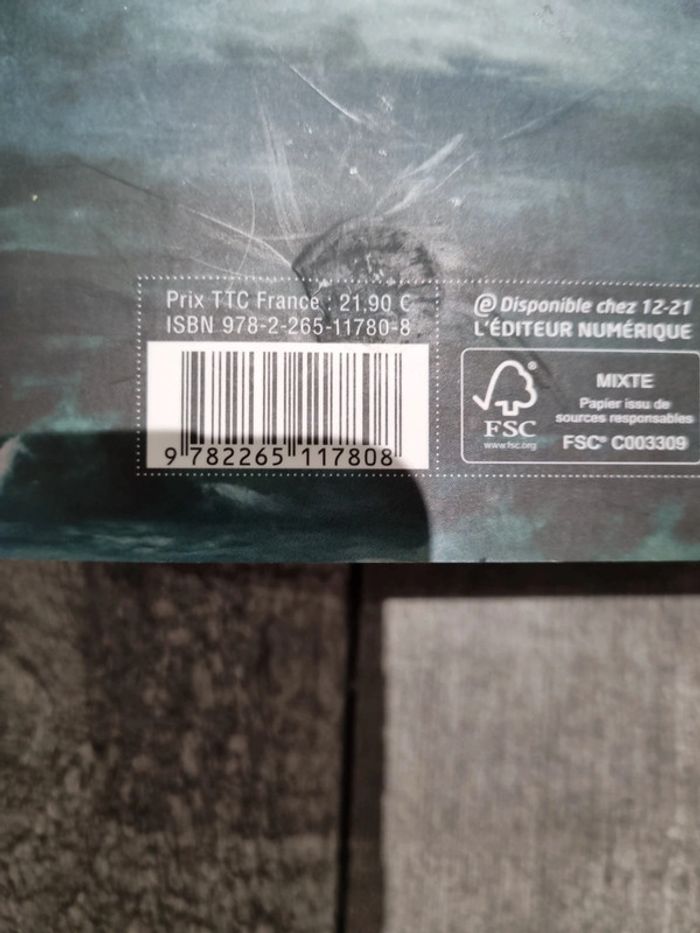 Prix TTC France : 21,90 €
ISBN 978-2-265-11780-8
9 782265 117808
@ Disponible chez 12-21
L'ÉDITEUR NUMÉRIQUE
FSC
www.fsc.org
®
MIXTE
Papier issu de
sources responsables
FSC® C003309